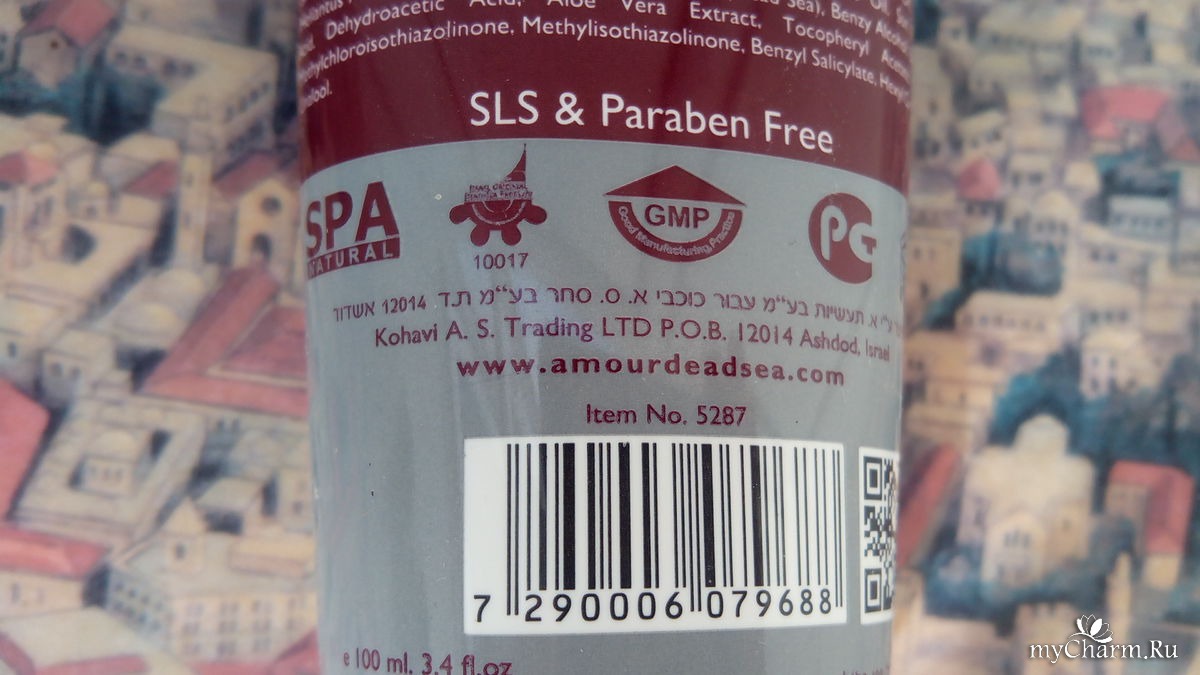 Dehydroacetic Acid, Aloe Vera Extract, Tocopheryl
Methylisothiazolinone, Benzyl Salicylate,
SLS & Paraben Free
SPA
NATURAL
10017
GMP
Good Manufacturing Practice
PG
א. תעשיות בע"מ עבור כוכבי א. ס. סחר בע"מ ת.ד. 12014 אשדוד
Kohavi A. S. Trading LTD P.O.B. 12014 Ashdod, Israel
www.amourdeadsea.com
Item No. 5287
7 290006 079688
e 100 ml. 3.4 fl.oz
myCharm.Ru